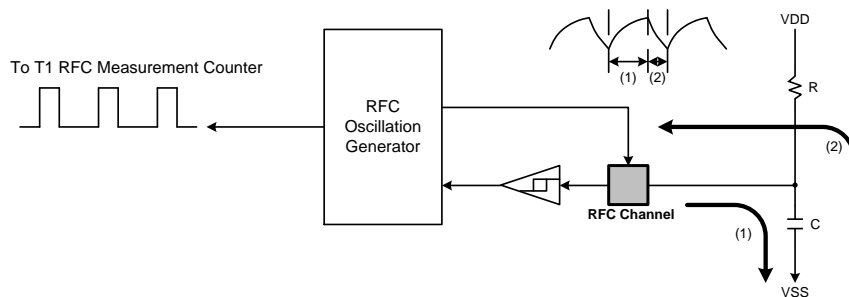 VDD
To T1 RFC Measurement Counter
(1)
(2)
R
RFC
Oscillation
Generator
(2)
RFC Channel
(1)
C
VSS